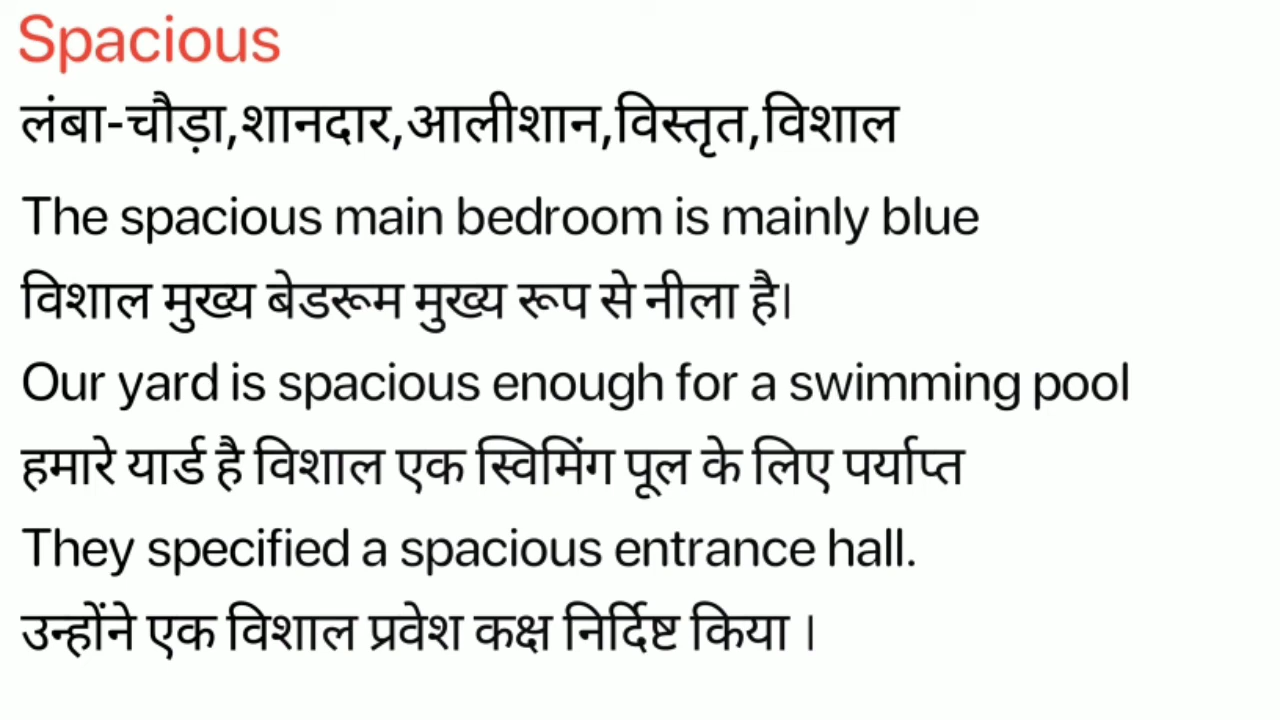 Spacious
लंबा-चौड़ा,शानदार,आलीशान,विस्तृत,विशाल
The spacious main bedroom is mainly blue
विशाल मुख्य बेडरूम मुख्य रूप से नीला है।
Our yard is spacious enough for a swimming pool
हमारे यार्ड है विशाल एक स्विमिंग पूल के लिए पर्याप्त
They specified a spacious entrance hall.
उन्होंने एक विशाल प्रवेश कक्ष निर्दिष्ट किया ।